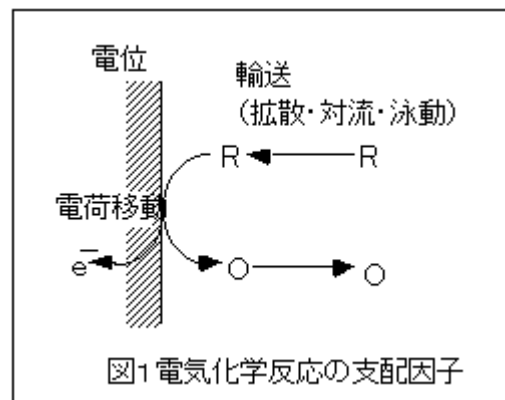 電位
輸送
（拡散・対流・泳動）
R R
電荷移動
e−
O O
図1 電気化学反応の支配因子